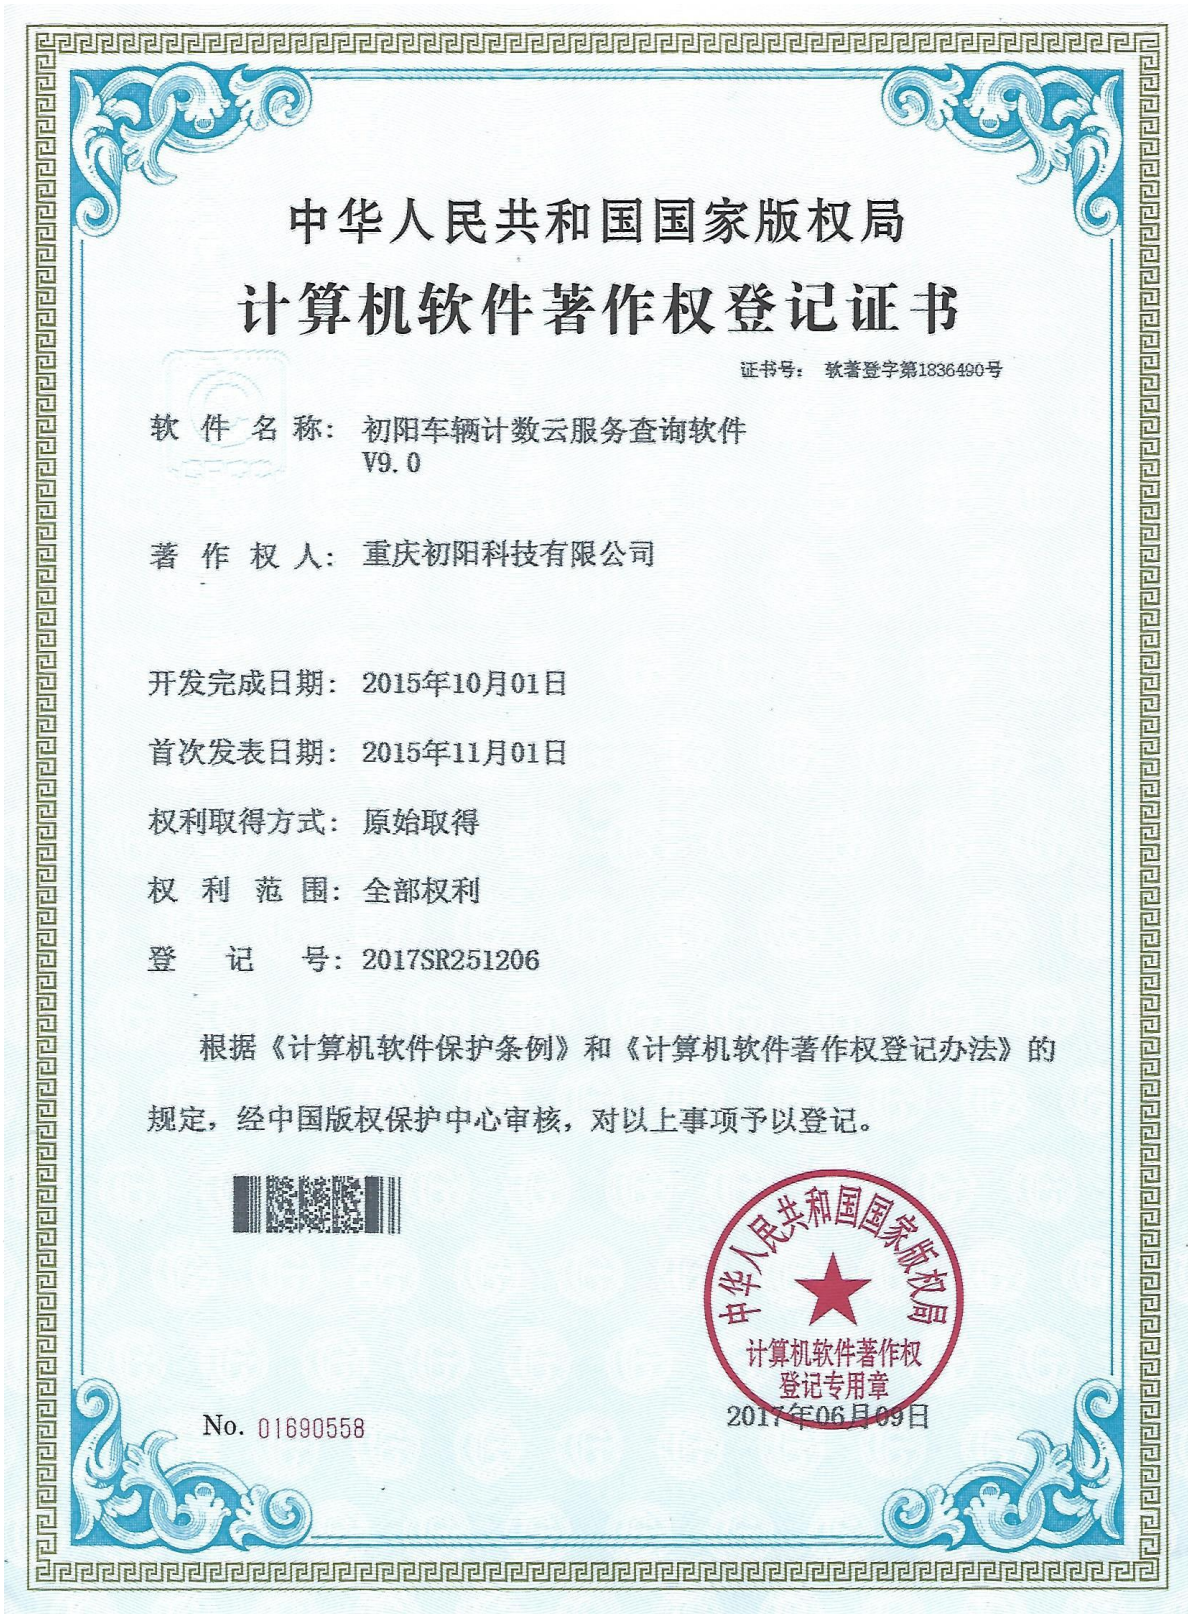 中华人民共和国国家版权局
计算机软件著作权登记证书
证书号： 软著登字第1836490号
软件名称： 初阳车辆计数云服务查询软件
V9.0
著作权人： 重庆初阳科技有限公司
开发完成日期： 2015年10月01日
首次发表日期： 2015年11月01日
权利取得方式： 原始取得
权利范围： 全部权利
登记号： 2017SR251206
根据《计算机软件保护条例》和《计算机软件著作权登记办法》的
规定，经中国版权保护中心审核，对以上事项予以登记。
中华人民共和国国家版权局
计算机软件著作权
登记专用章
2017年06月09日
No. 01690558